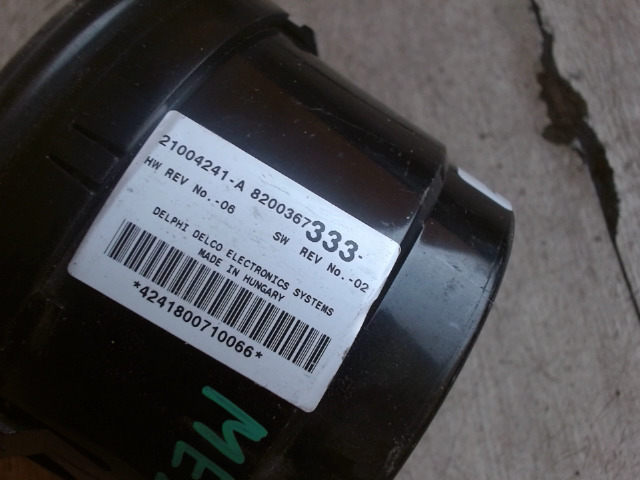 21004241-A 8200367333-
HW REV No.-06 SW REV No.-02
DELPHI DELCO ELECTRONICS SYSTEMS
MADE IN HUNGARY
*4241800710066*